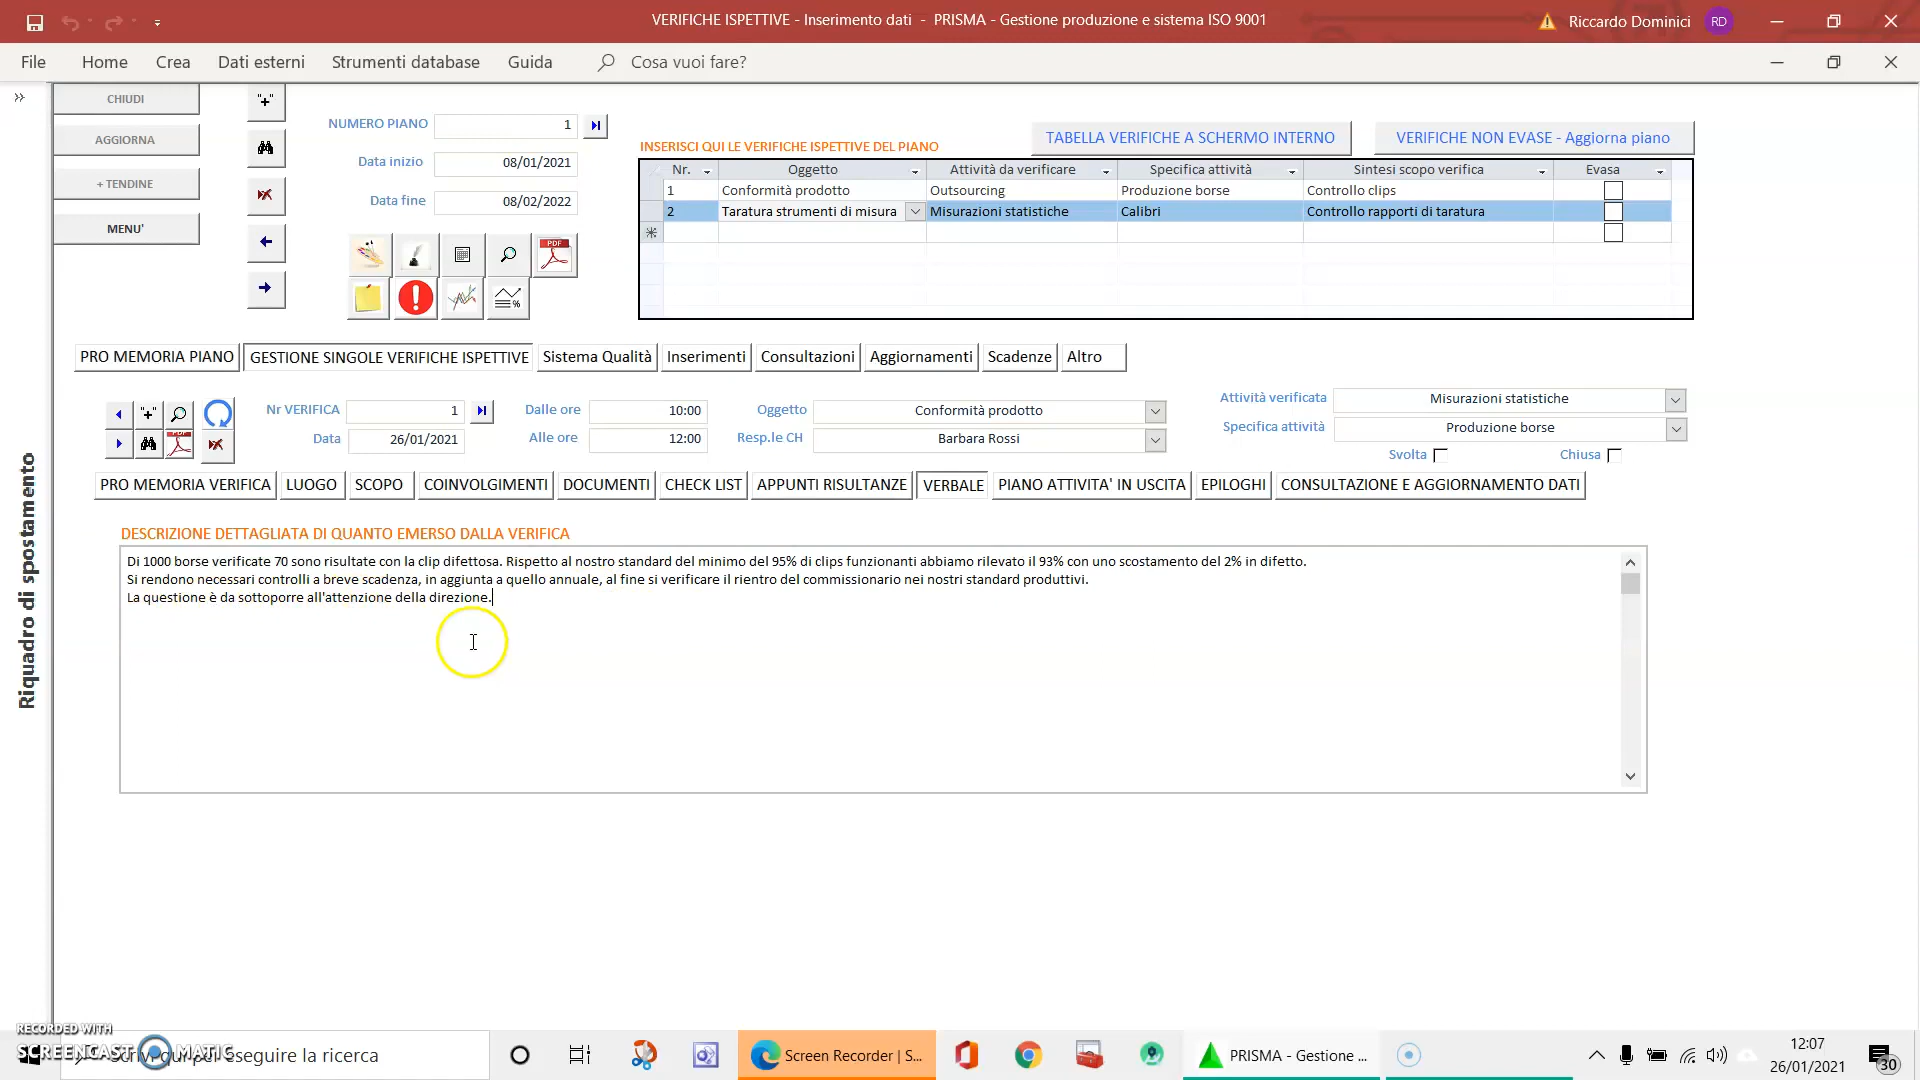 VERIFICHE ISPETTIVE - Inserimento dati - PRISMA - Gestione produzione e sistema ISO 9001
Riccardo Dominici RD
File Home Crea Dati esterni Strumenti database Guida Cosa vuoi fare?
CHIUDI
AGGIORNA
+ TENDINE
MENU'
"+"
NUMERO PIANO 1
Data inizio 08/01/2021
Data fine 08/02/2022
PDF
%
INSERISCI QUI LE VERIFICHE ISPETTIVE DEL PIANO
TABELLA VERIFICHE A SCHERMO INTERNO
VERIFICHE NON EVASE - Aggiorna piano
Nr. Oggetto Attività da verificare Specifica attività Sintesi scopo verifica Evasa
1 Conformità prodotto Outsourcing Produzione borse Controllo clips
2 Taratura strumenti di misura Misurazioni statistiche Calibri Controllo rapporti di taratura
PRO MEMORIA PIANO GESTIONE SINGOLE VERIFICHE ISPETTIVE Sistema Qualità Inserimenti Consultazioni Aggiornamenti Scadenze Altro
"+"
Nr VERIFICA 1 Dalle ore 10:00 Oggetto Conformità prodotto Attività verificata Misurazioni statistiche
Data 26/01/2021 Alle ore 12:00 Resp.le CH Barbara Rossi Specifica attività Produzione borse
Svolta Chiusa
PRO MEMORIA VERIFICA LUOGO SCOPO COINVOLGIMENTI DOCUMENTI CHECK LIST APPUNTI RISULTANZE VERBALE PIANO ATTIVITA' IN USCITA EPILOGHI CONSULTAZIONE E AGGIORNAMENTO DATI
DESCRIZIONE DETTAGLIATA DI QUANTO EMERSO DALLA VERIFICA
Di 1000 borse verificate 70 sono risultate con la clip difettosa. Rispetto al nostro standard del minimo del 95% di clips funzionanti abbiamo rilevato il 93% con uno scostamento del 2% in difetto.
Si rendono necessari controlli a breve scadenza, in aggiunta a quello annuale, al fine si verificare il rientro del commissionario nei nostri standard produttivi.
La questione è da sottoporre all'attenzione della direzione.
Riquadro di spostamento
RECORDED WITH
SCREENCAST MATIC
Scrivi qui per eseguire la ricerca
Screen Recorder | S...
PRISMA - Gestione ...
12:07
26/01/2021
30